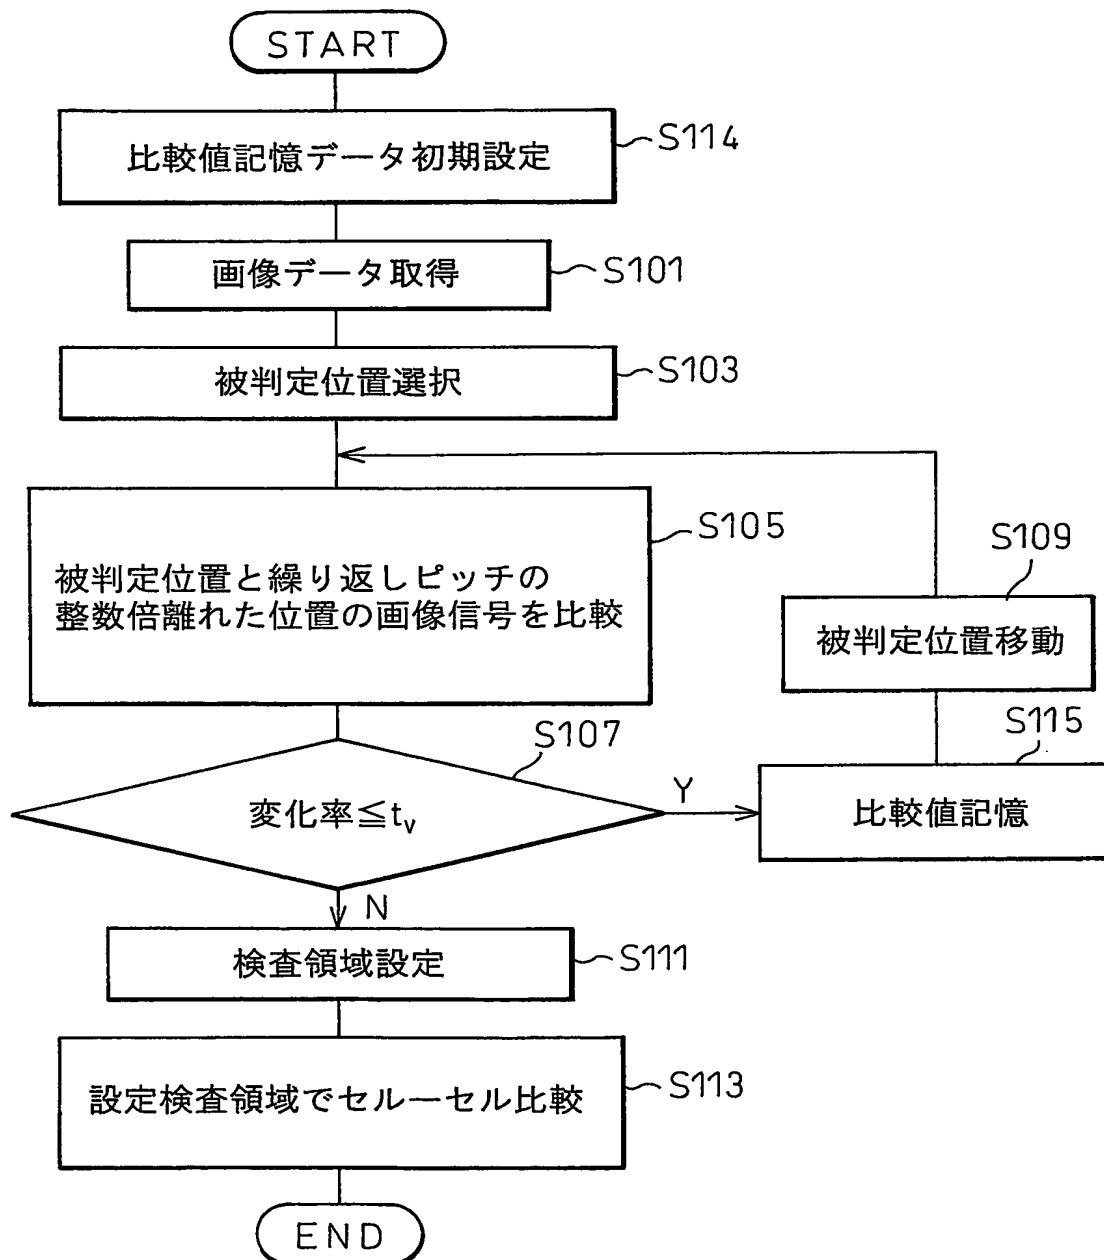 START
比較値記憶データ初期設定
S114
画像データ取得
S101
被判定位置選択
S103
被判定位置と繰り返しピッチの
整数倍離れた位置の画像信号を比較
S105
S109
被判定位置移動
S107
変化率≦tv
Y
S115
比較値記憶
N
検査領域設定
S111
設定検査領域でセルーセル比較
S113
END